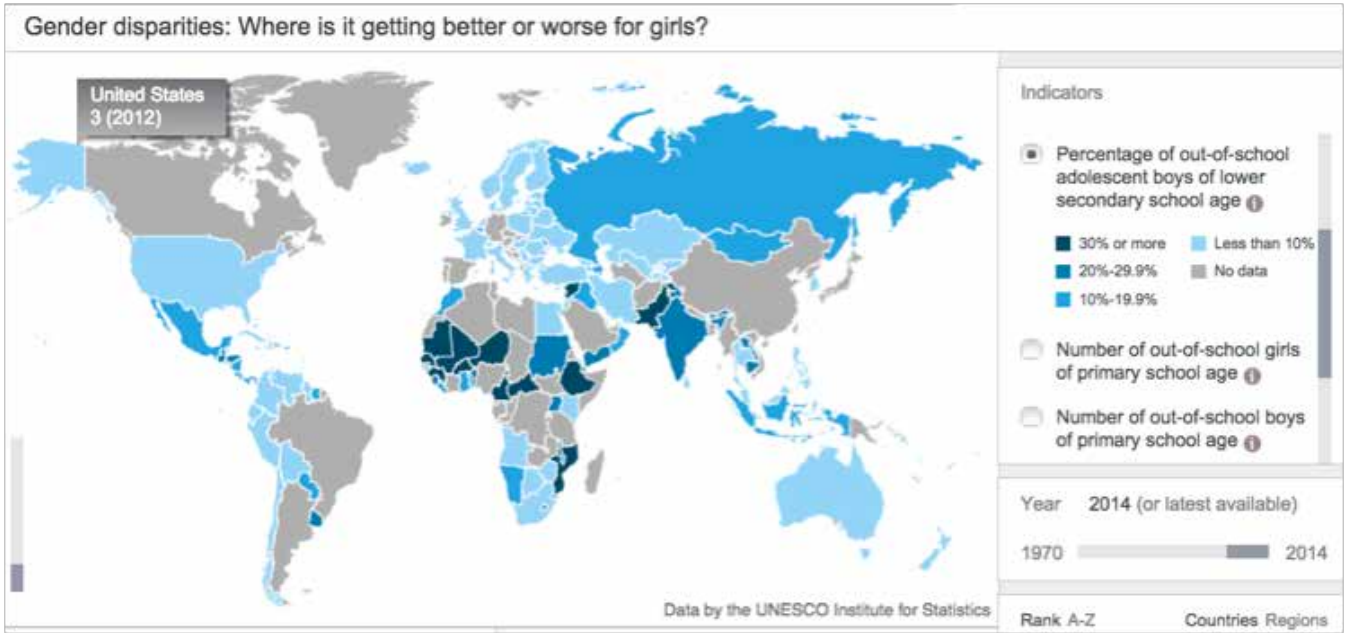 Gender disparities: Where is it getting better or worse for girls?
United States
3 (2012)
Data by the UNESCO Institute for Statistics
Indicators
Percentage of out-of-school
adolescent boys of lower
secondary school age i
30% or more
Less than 10%
20%-29.9%
No data
10%-19.9%
Number of out-of-school girls
of primary school age i
Number of out-of-school boys
of primary school age i
Year 2014 (or latest available)
1970 2014
Rank A-Z Countries Regions